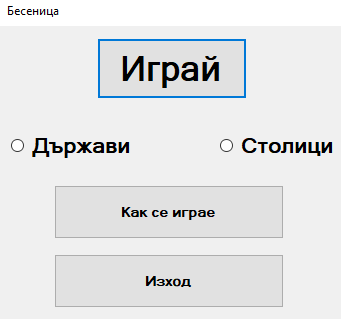 Бесеница
Играй
Държави Столици
Как се играе
Изход